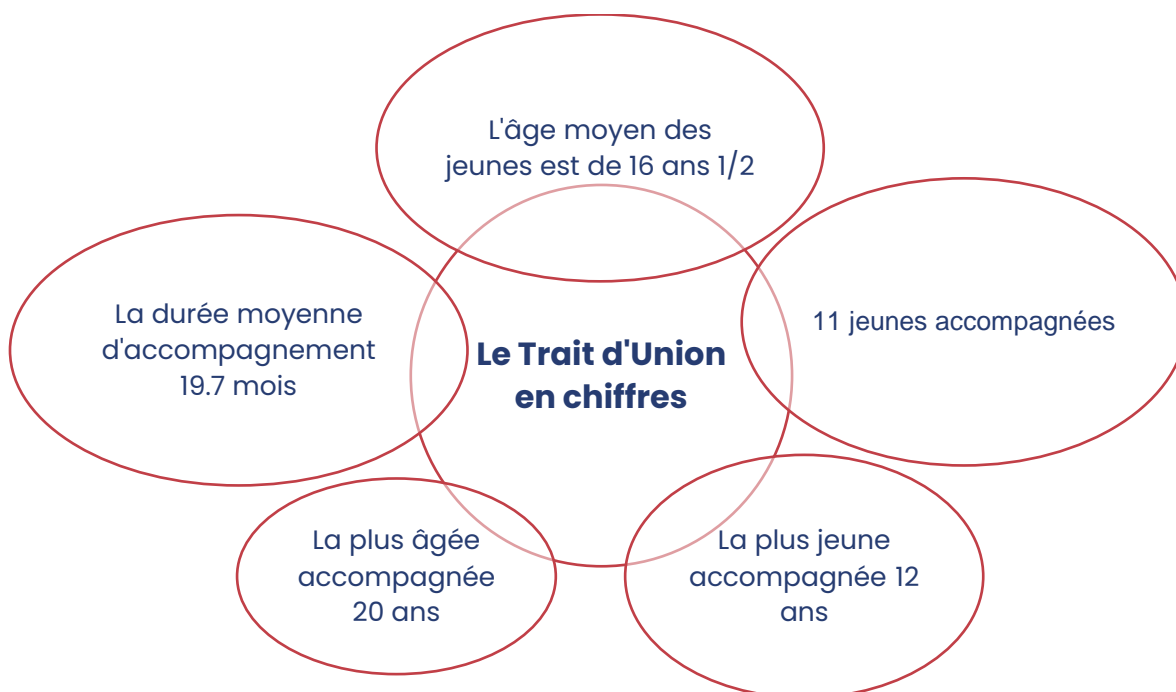 L'âge moyen des
jeunes est de 16 ans 1/2
La durée moyenne
d'accompagnement
19.7 mois
Le Trait d'Union
en chiffres
11 jeunes accompagnées
La plus âgée
accompagnée
20 ans
La plus jeune
accompagnée 12
ans